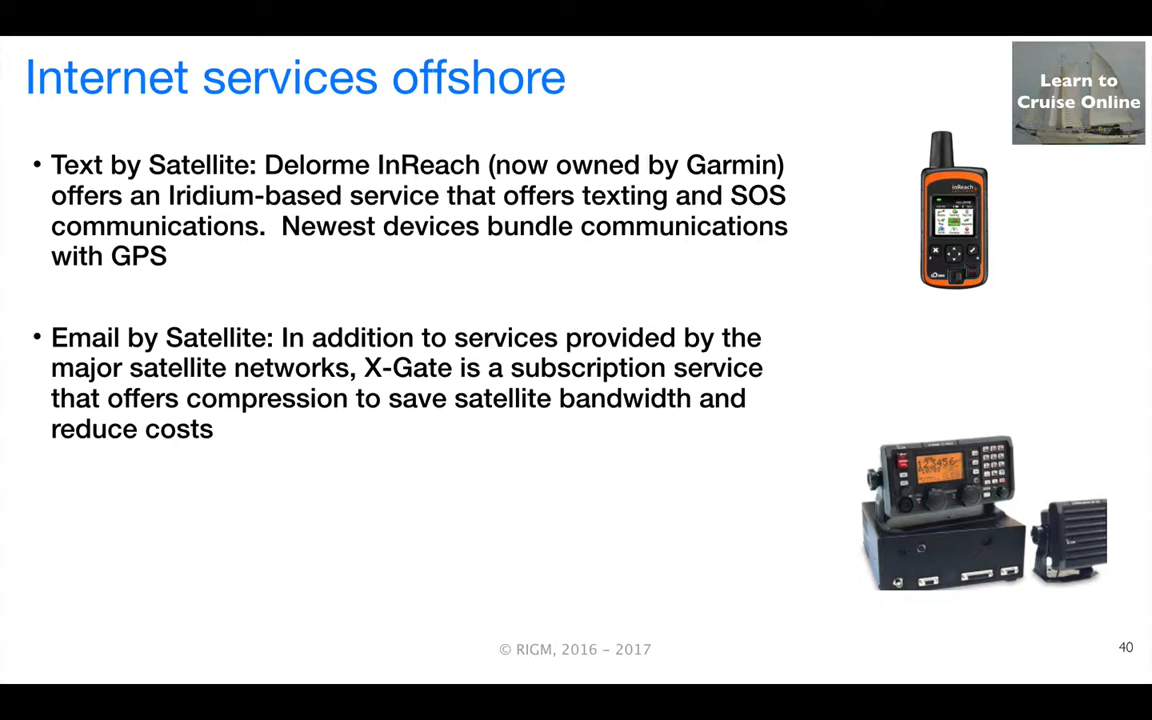 Internet services offshore
Learn to
Cruise Online
• Text by Satellite: Delorme InReach (now owned by Garmin)
offers an Iridium-based service that offers texting and SOS
communications.  Newest devices bundle communications
with GPS
inReach
• Email by Satellite: In addition to services provided by the
major satellite networks, X-Gate is a subscription service
that offers compression to save satellite bandwidth and
reduce costs
© RIGM, 2016 – 2017
40